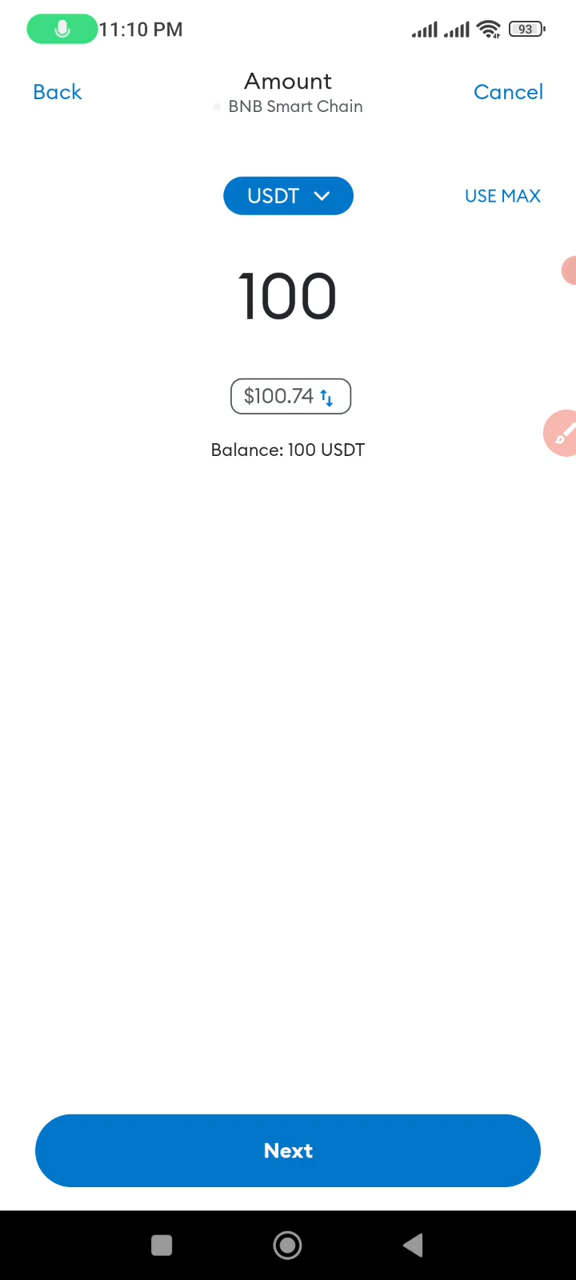 11:10 PM 93
Back Amount Cancel
BNB Smart Chain
USDT USE MAX
100
$100.74
Balance: 100 USDT
Next